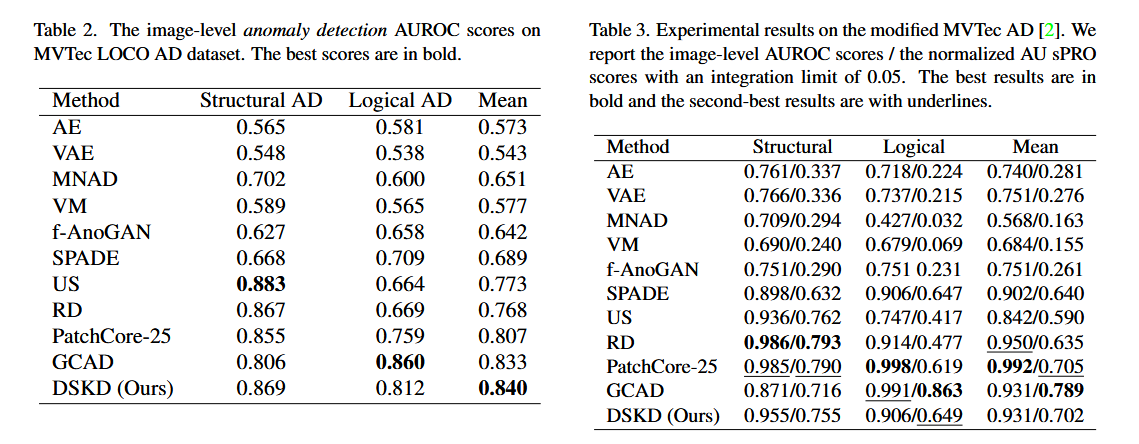 Table 2. The image-level anomaly detection AUROC scores on
MVTec LOCO AD dataset. The best scores are in bold.
Method Structural AD Logical AD Mean
AE 0.565 0.581 0.573
VAE 0.548 0.538 0.543
MNAD 0.702 0.600 0.651
VM 0.589 0.565 0.577
f-AnoGAN 0.627 0.658 0.642
SPADE 0.668 0.709 0.689
US 0.883 0.664 0.773
RD 0.867 0.669 0.768
PatchCore-25 0.855 0.759 0.807
GCAD 0.806 0.860 0.833
DSKD (Ours) 0.869 0.812 0.840
Table 3. Experimental results on the modified MVTec AD [2]. We
report the image-level AUROC scores / the normalized AU sPRO
scores with an integration limit of 0.05. The best results are in
bold and the second-best results are with underlines.
Method Structural Logical Mean
AE 0.761/0.337 0.718/0.224 0.740/0.281
VAE 0.766/0.336 0.737/0.215 0.751/0.276
MNAD 0.709/0.294 0.427/0.032 0.568/0.163
VM 0.690/0.240 0.679/0.069 0.684/0.155
f-AnoGAN 0.751/0.290 0.751 0.231 0.751/0.261
SPADE 0.898/0.632 0.906/0.647 0.902/0.640
US 0.936/0.762 0.747/0.417 0.842/0.590
RD 0.986/0.793 0.914/0.477 0.950/0.635
PatchCore-25 0.985/0.790 0.998/0.619 0.992/0.705
GCAD 0.871/0.716 0.991/0.863 0.931/0.789
DSKD (Ours) 0.955/0.755 0.906/0.649 0.931/0.702